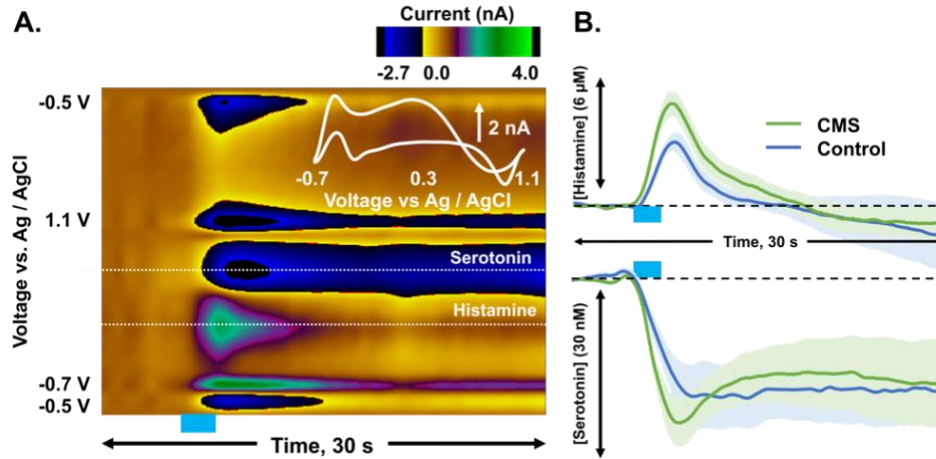 A.
Current (nA)
-2.7 0.0 4.0
-0.5 V
1.1 V
-0.7 V
-0.5 V
Voltage vs. Ag / AgCl
2 nA
-0.7 0.3 1.1
Voltage vs Ag / AgCl
Serotonin
Histamine
Time, 30 s
B.
[Histamine] (6 µM)
CMS
Control
Time, 30 s
[Serotonin] (30 nM)